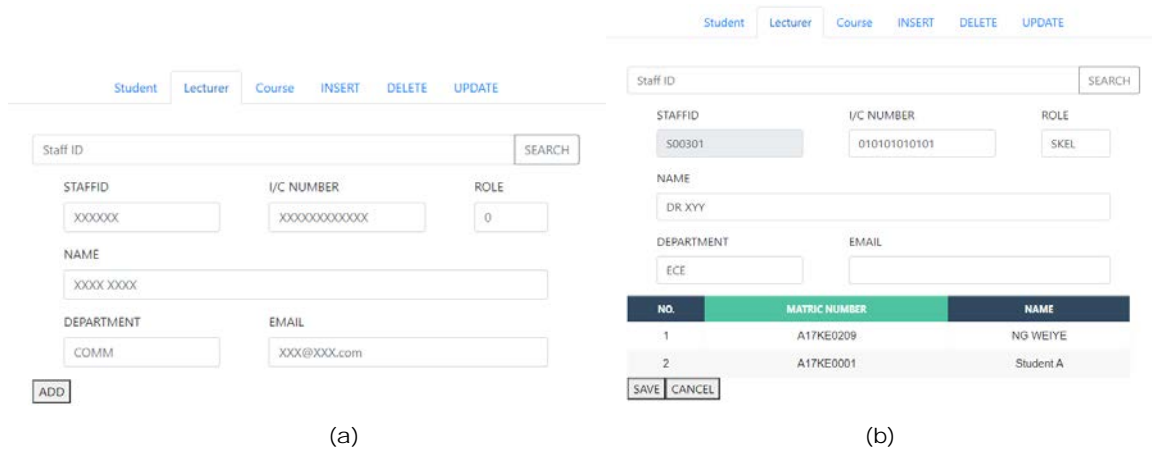 Student Lecturer Course INSERT DELETE UPDATE
Staff ID SEARCH
STAFFID I/C NUMBER ROLE
XXXXXX XXXXXXXXXXXX 0
NAME
XXXX XXXX
DEPARTMENT EMAIL
COMM XXX@XXX.com
ADD
(a)
Student Lecturer Course INSERT DELETE UPDATE
Staff ID SEARCH
STAFFID I/C NUMBER ROLE
S00301 010101010101 SKEL
NAME
DR XYY
DEPARTMENT EMAIL
ECE
NO. MATRIC NUMBER NAME
1 A17KE0209 NG WEIYE
2 A17KE0001 Student A
SAVE CANCEL
(b)